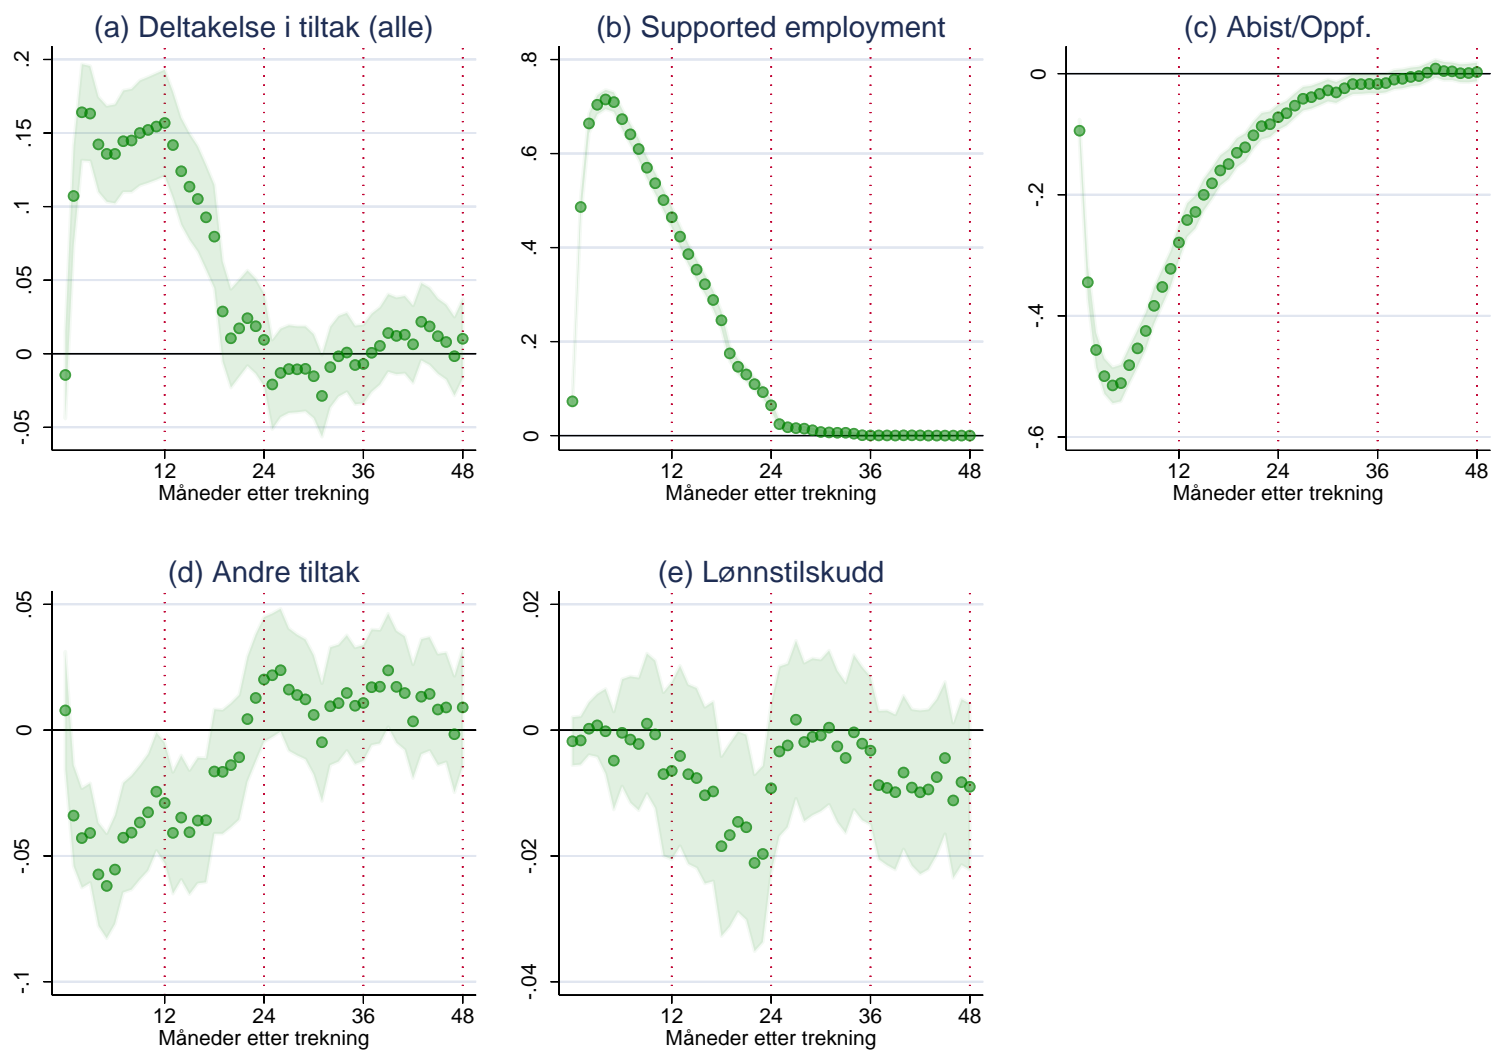 (a) Deltakelse i tiltak (alle)
.2
.15
.1
.05
0
-.05
12 24 36 48
Måneder etter trekning
(b) Supported employment
.8
.6
.4
.2
0
12 24 36 48
Måneder etter trekning
(c) Abist/Oppf.
0
-.2
-.4
-.6
12 24 36 48
Måneder etter trekning
(d) Andre tiltak
.05
0
-.05
-.1
12 24 36 48
Måneder etter trekning
(e) Lønnstilskudd
.02
0
-.02
-.04
12 24 36 48
Måneder etter trekning